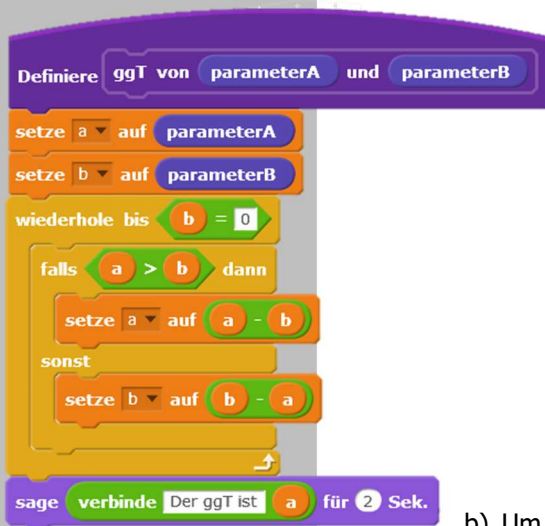 Definiere ggT von parameterA und parameterB
setze a auf parameterA
setze b auf parameterB
wiederhole bis b = 0
falls a > b dann
setze a auf a - b
sonst
setze b auf b - a
sage verbinde Der ggT ist a für 2 Sek.
b) Um